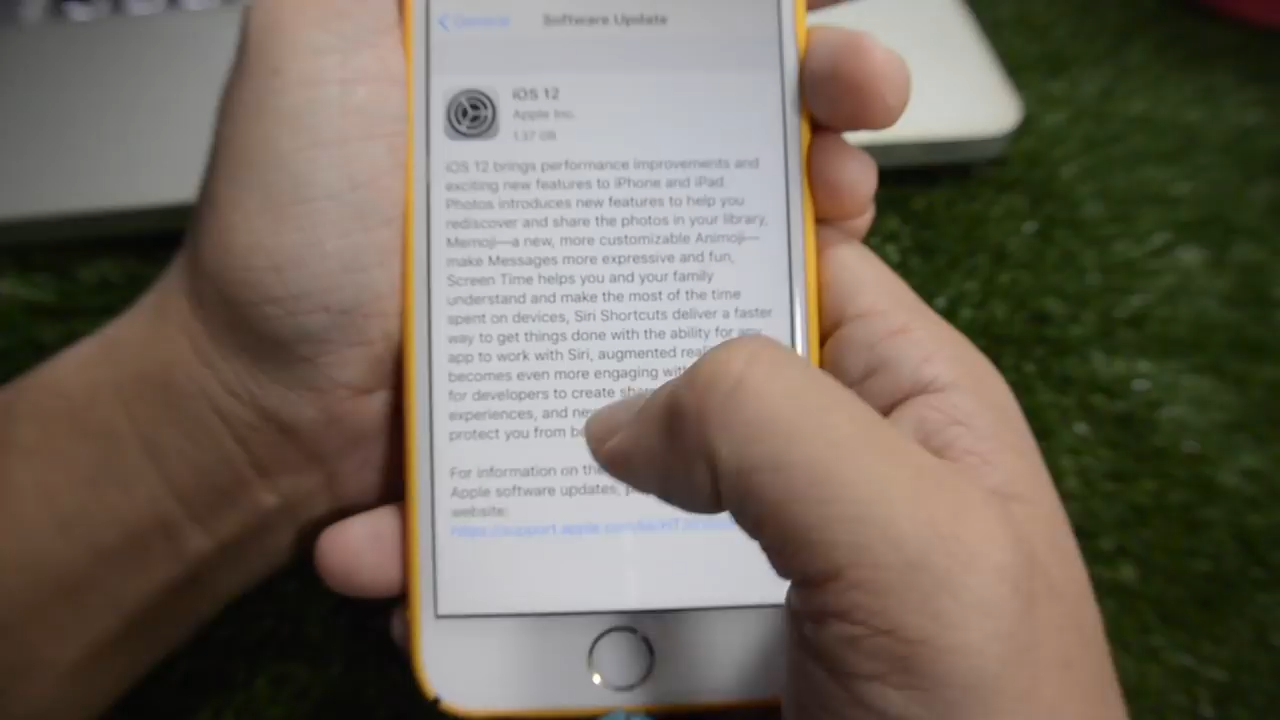 General Software Update
iOS 12
Apple Inc.
1.37 GB
iOS 12 brings performance improvements and
exciting new features to iPhone and iPad.
Photos introduces new features to help you
rediscover and share the photos in your library,
Memoji—a new, more customizable Animoji—
make Messages more expressive and fun,
Screen Time helps you and your family
understand and make the most of the time
spent on devices, Siri Shortcuts deliver a faster
way to get things done with the ability for any
app to work with Siri, augmented
becomes even more engaging
for developers to create
experiences, and
protect you from
For information on the
Apple software updates,
website: